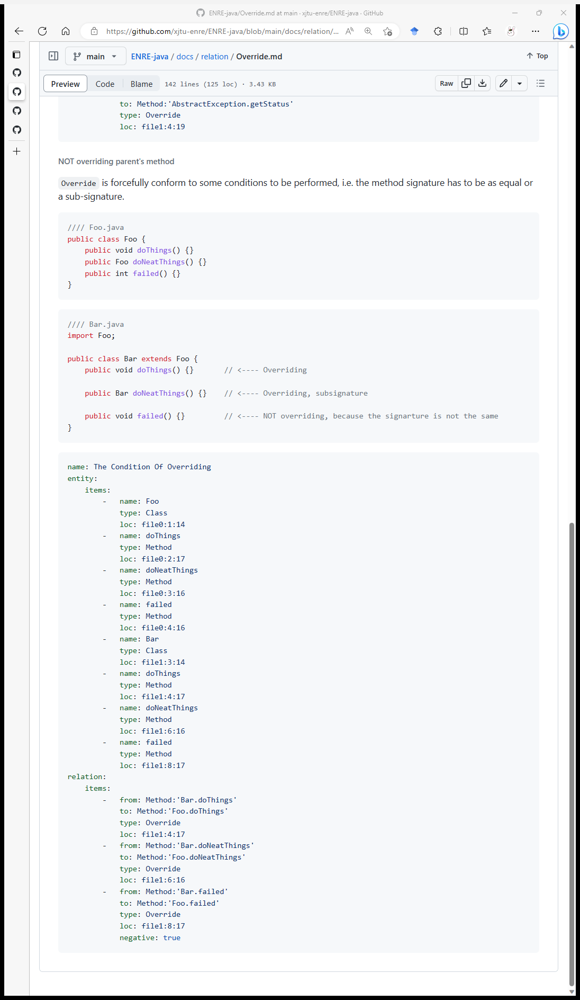 ENRE-java/Override.md at main · xjtu-enre/ENRE-java · GitHub
https://github.com/xjtu-enre/ENRE-java/blob/main/docs/relation/...
main ENRE-java / docs / relation / Override.md Top
Preview Code Blame 142 lines (125 loc) · 3.43 KB Raw
to: Method:'AbstractException.getStatus'
type: Override
loc: file1:4:19
NOT overriding parent's method
Override is forcefully conform to some conditions to be performed, i.e. the method signature has to be as equal or
a sub-signature.
//// Foo.java
public class Foo {
    public void doThings() {}
    public Foo doNeatThings() {}
    public int failed() {}
}
//// Bar.java
import Foo;
public class Bar extends Foo {
    public void doThings() {}       // <---- Overriding
    public Bar doNeatThings() {}    // <---- Overriding, subsignature
    public void failed() {}         // <---- NOT overriding, because the signarture is not the same
}
name: The Condition Of Overriding
entity:
    items:
        -   name: Foo
            type: Class
            loc: file0:1:14
        -   name: doThings
            type: Method
            loc: file0:2:17
        -   name: doNeatThings
            type: Method
            loc: file0:3:16
        -   name: failed
            type: Method
            loc: file0:4:16
        -   name: Bar
            type: Class
            loc: file1:3:14
        -   name: doThings
            type: Method
            loc: file1:4:17
        -   name: doNeatThings
            type: Method
            loc: file1:6:16
        -   name: failed
            type: Method
            loc: file1:8:17
relation:
    items:
        -   from: Method:'Bar.doThings'
            to: Method:'Foo.doThings'
            type: Override
            loc: file1:4:17
        -   from: Method:'Bar.doNeatThings'
            to: Method:'Foo.doNeatThings'
            type: Override
            loc: file1:6:16
        -   from: Method:'Bar.failed'
            to: Method:'Foo.failed'
            type: Override
            loc: file1:8:17
            negative: true